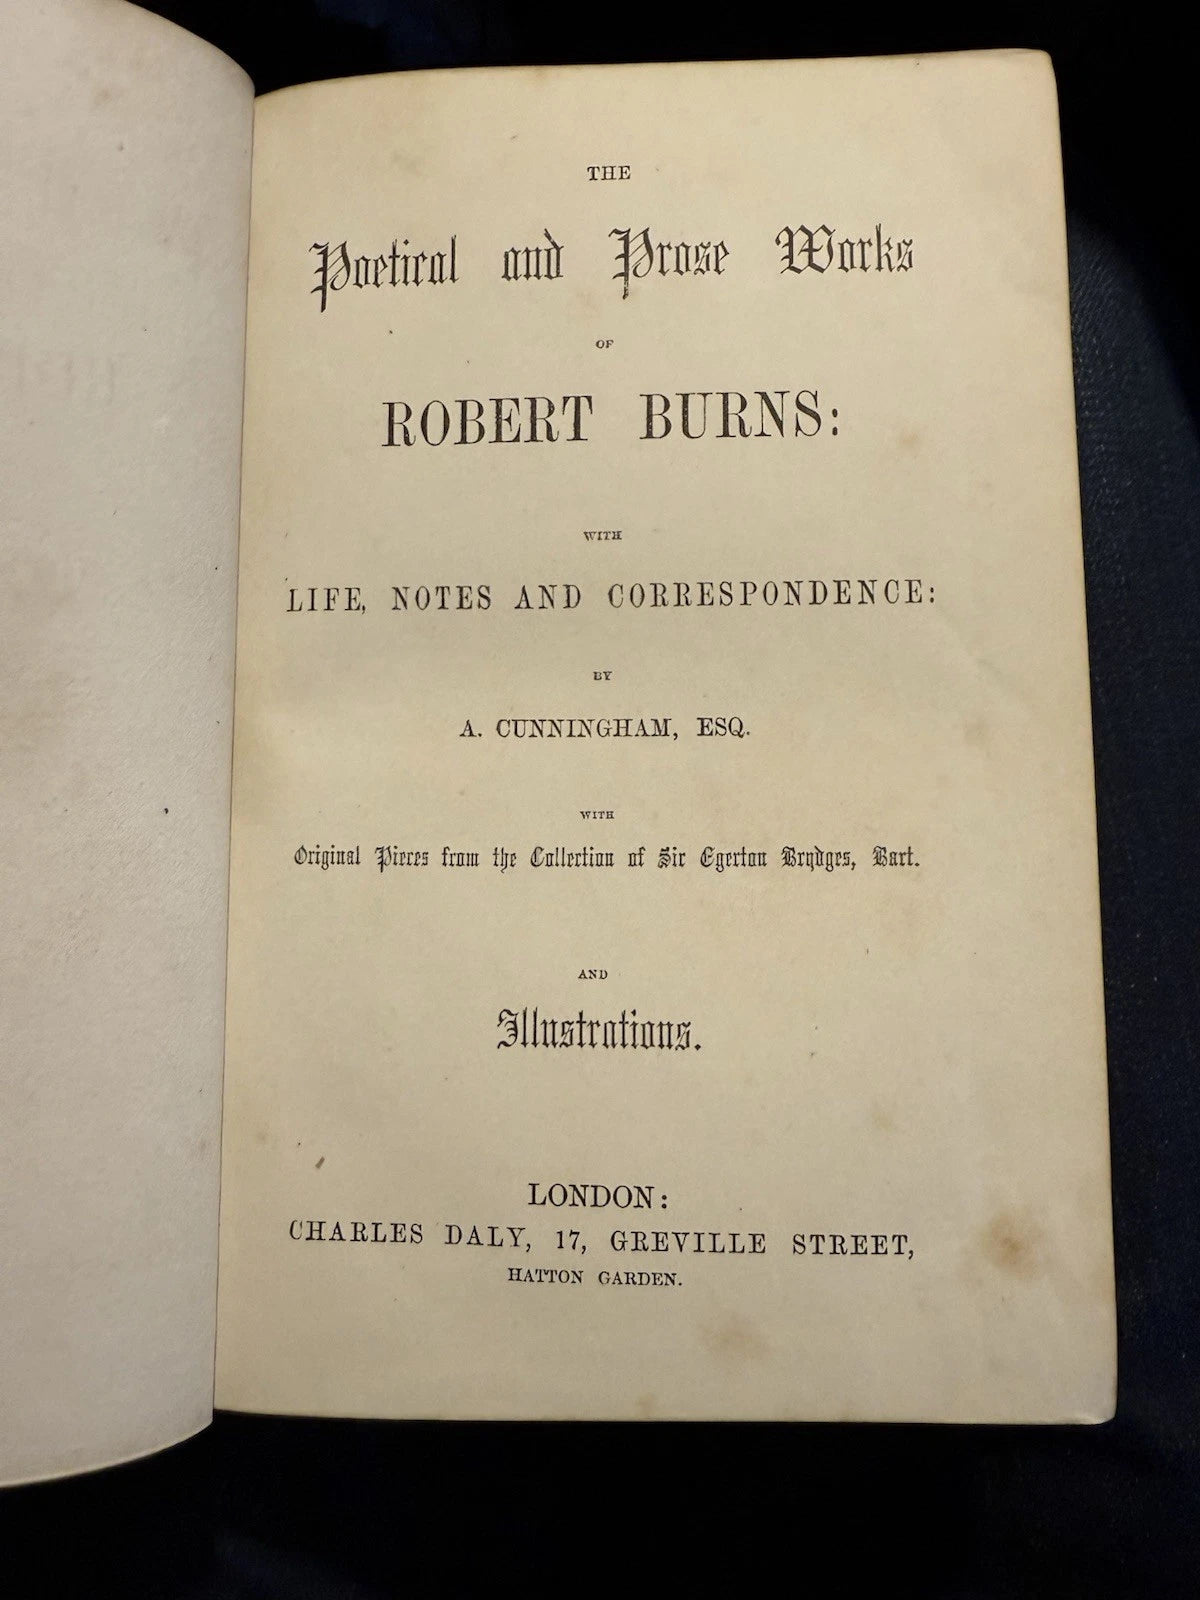 THE
Poetical and Prose Works
OF
ROBERT BURNS:
WITH
LIFE, NOTES AND CORRESPONDENCE:
BY
A. CUNNINGHAM, ESQ.
WITH
Original Pieces from the Collection of Sir Egerton Brydges, Bart.
AND
Illustrations.
LONDON:
CHARLES DALY, 17, GREVILLE STREET,
HATTON GARDEN.